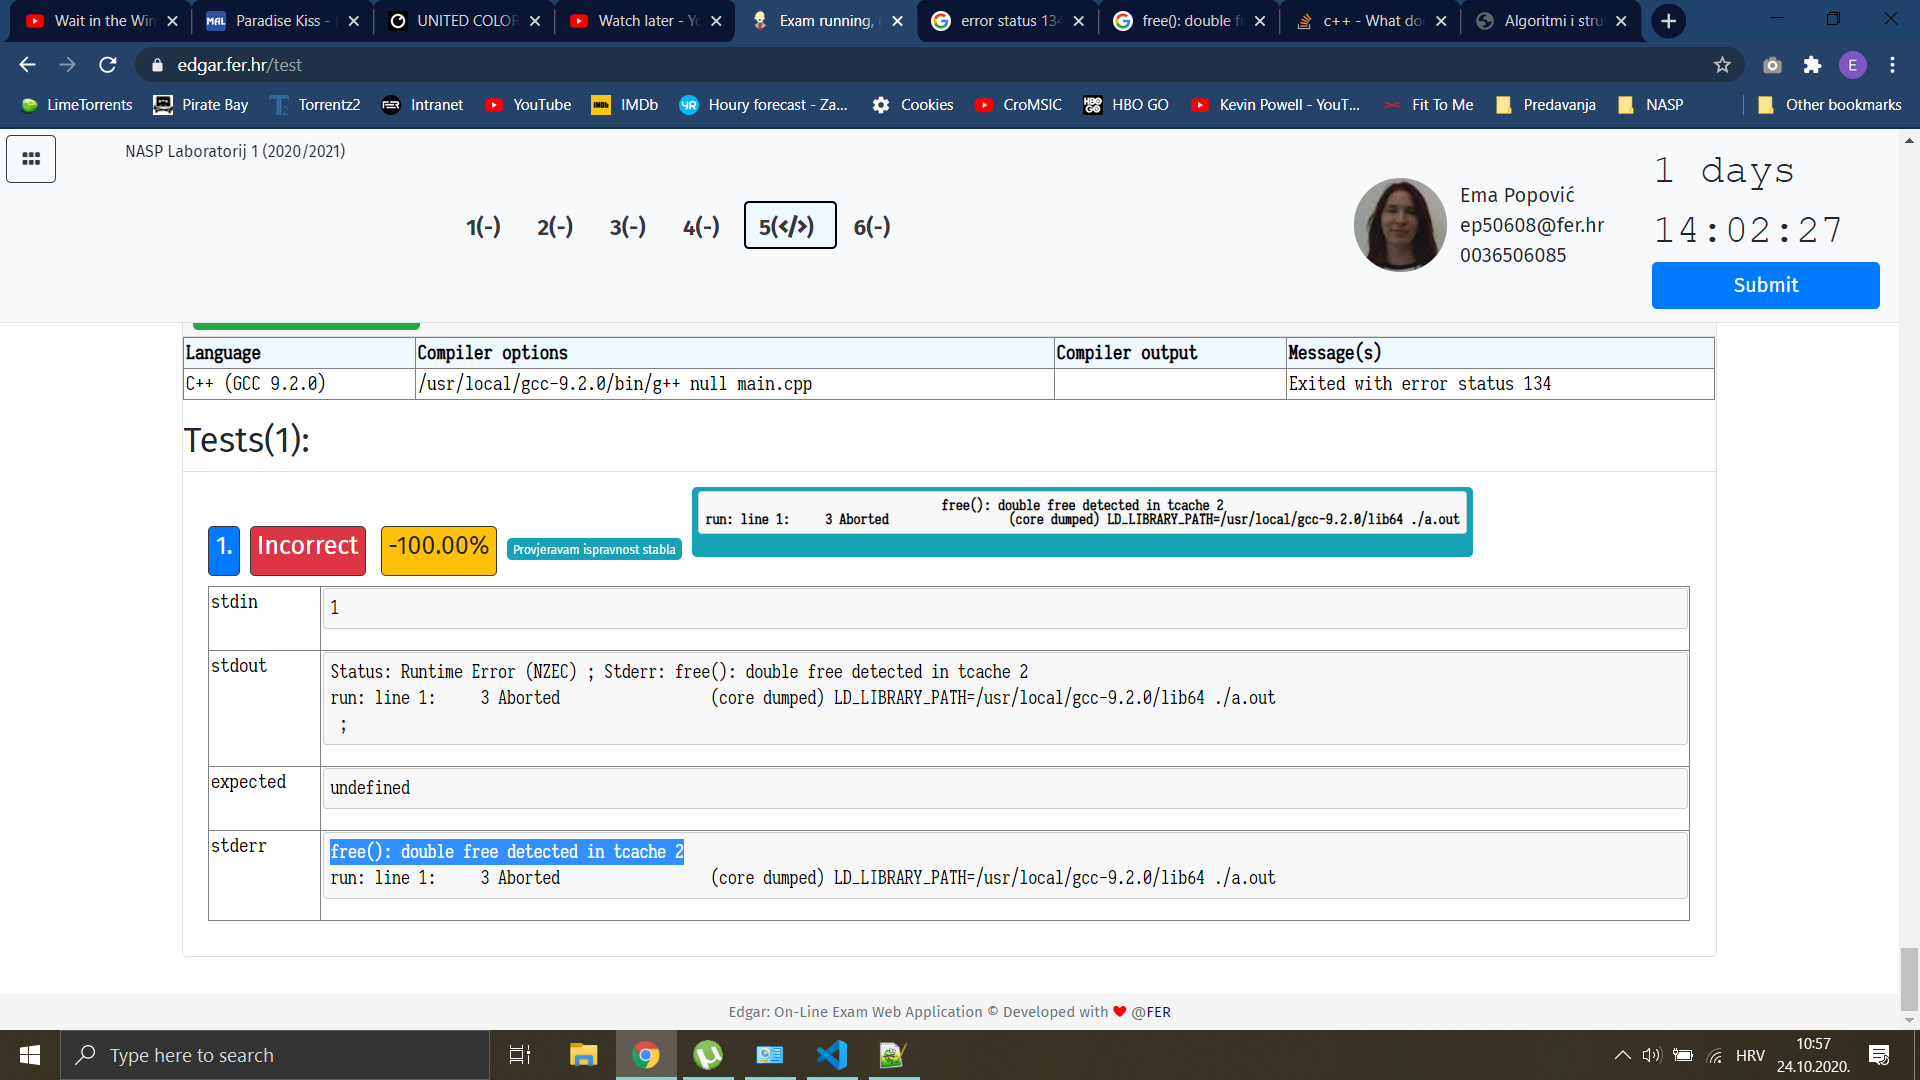 Wait in the Win
Paradise Kiss -
UNITED COLOR
Watch later - Yo
Exam running,
error status 134
free(): double fr
c++ - What do
Algoritmi i stru
edgar.fer.hr/test
E
LimeTorrents
Pirate Bay
Torrentz2
Intranet
YouTube
IMDb
Houry forecast - Za...
Cookies
CroMSIC
HBO GO
Kevin Powell - YouT...
Fit To Me
Predavanja
NASP
Other bookmarks
NASP Laboratorij 1 (2020/2021)
1(-) 2(-) 3(-) 4(-) 5(</>) 6(-)
Ema Popović
ep50608@fer.hr
0036506085
1 days
14:02:27
Submit
Language Compiler options Compiler output Message(s)
C++ (GCC 9.2.0) /usr/local/gcc-9.2.0/bin/g++ null main.cpp Exited with error status 134
Tests(1):
1. Incorrect -100.00% Provjeravam ispravnost stabla
free(): double free detected in tcache 2
run: line 1: 3 Aborted (core dumped) LD_LIBRARY_PATH=/usr/local/gcc-9.2.0/lib64 ./a.out
stdin
1
stdout
Status: Runtime Error (NZEC) ; Stderr: free(): double free detected in tcache 2
run: line 1: 3 Aborted (core dumped) LD_LIBRARY_PATH=/usr/local/gcc-9.2.0/lib64 ./a.out
;
expected
undefined
stderr
free(): double free detected in tcache 2
run: line 1: 3 Aborted (core dumped) LD_LIBRARY_PATH=/usr/local/gcc-9.2.0/lib64 ./a.out
Edgar: On-Line Exam Web Application © Developed with ❤ @FER
Type here to search
HRV
10:57
24.10.2020.